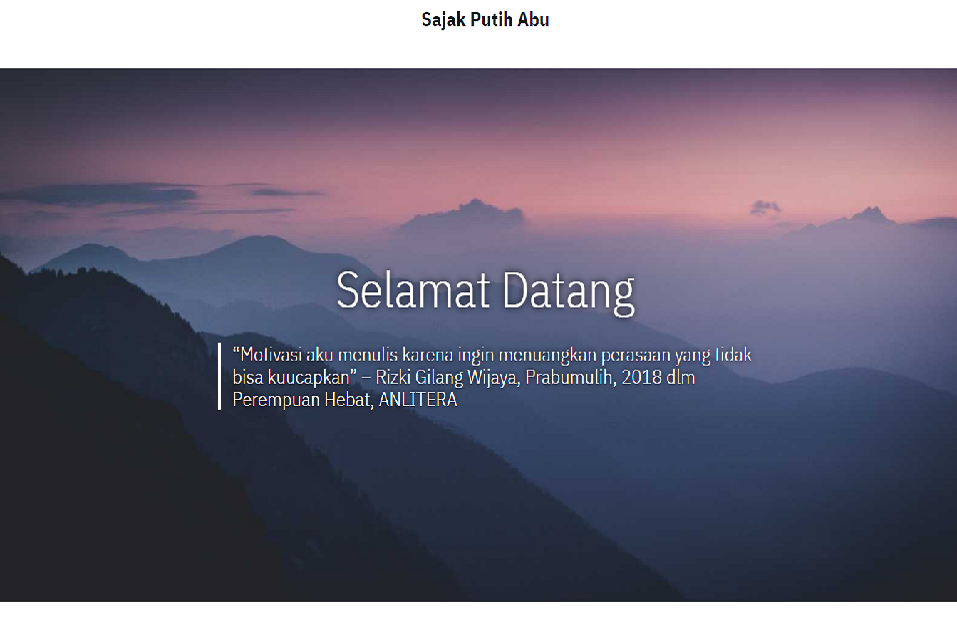 Sajak Putih Abu
Selamat Datang
“Motivasi aku menulis karena ingin menuangkan perasaan yang tidak
bisa kuucapkan” – Rizki Gilang Wijaya, Prabumulih, 2018 dlm
Perempuan Hebat, ANLITERA